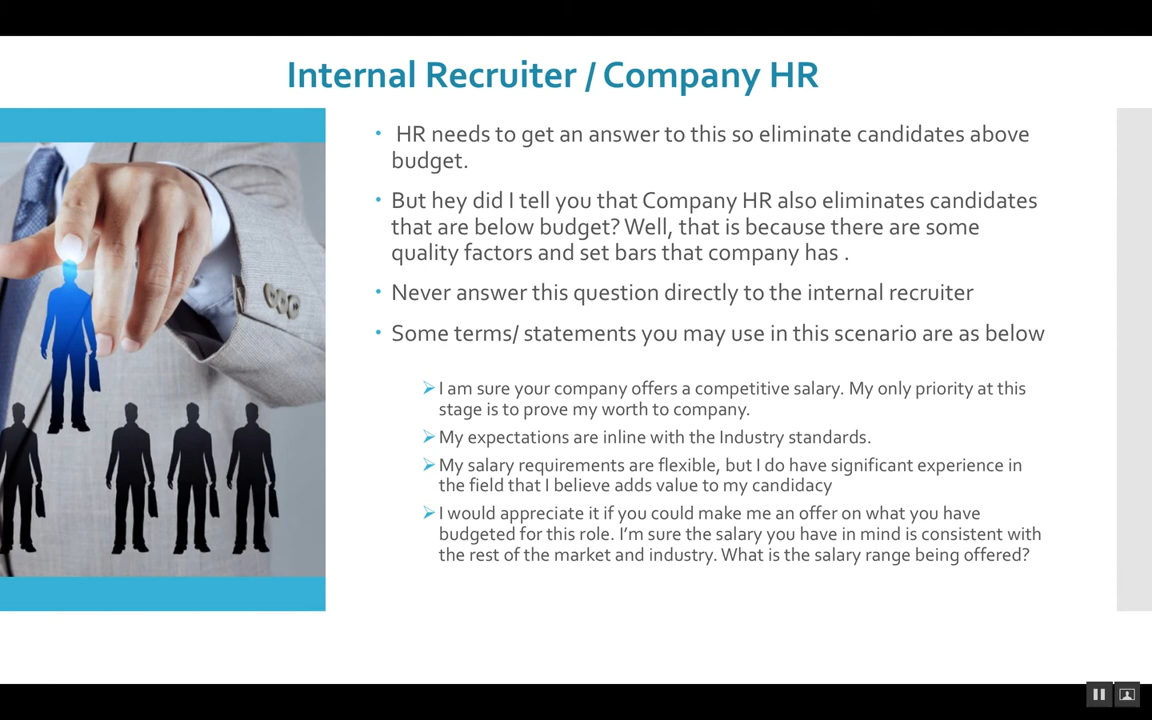 Internal Recruiter / Company HR
• HR needs to get an answer to this so eliminate candidates above
budget.
• But hey did I tell you that Company HR also eliminates candidates
that are below budget? Well, that is because there are some
quality factors and set bars that company has .
• Never answer this question directly to the internal recruiter
• Some terms/ statements you may use in this scenario are as below
➢ I am sure your company offers a competitive salary. My only priority at this
stage is to prove my worth to company.
➢ My expectations are inline with the Industry standards.
➢ My salary requirements are flexible, but I do have significant experience in
the field that I believe adds value to my candidacy
➢ I would appreciate it if you could make me an offer on what you have
budgeted for this role. I’m sure the salary you have in mind is consistent with
the rest of the market and industry. What is the salary range being offered?